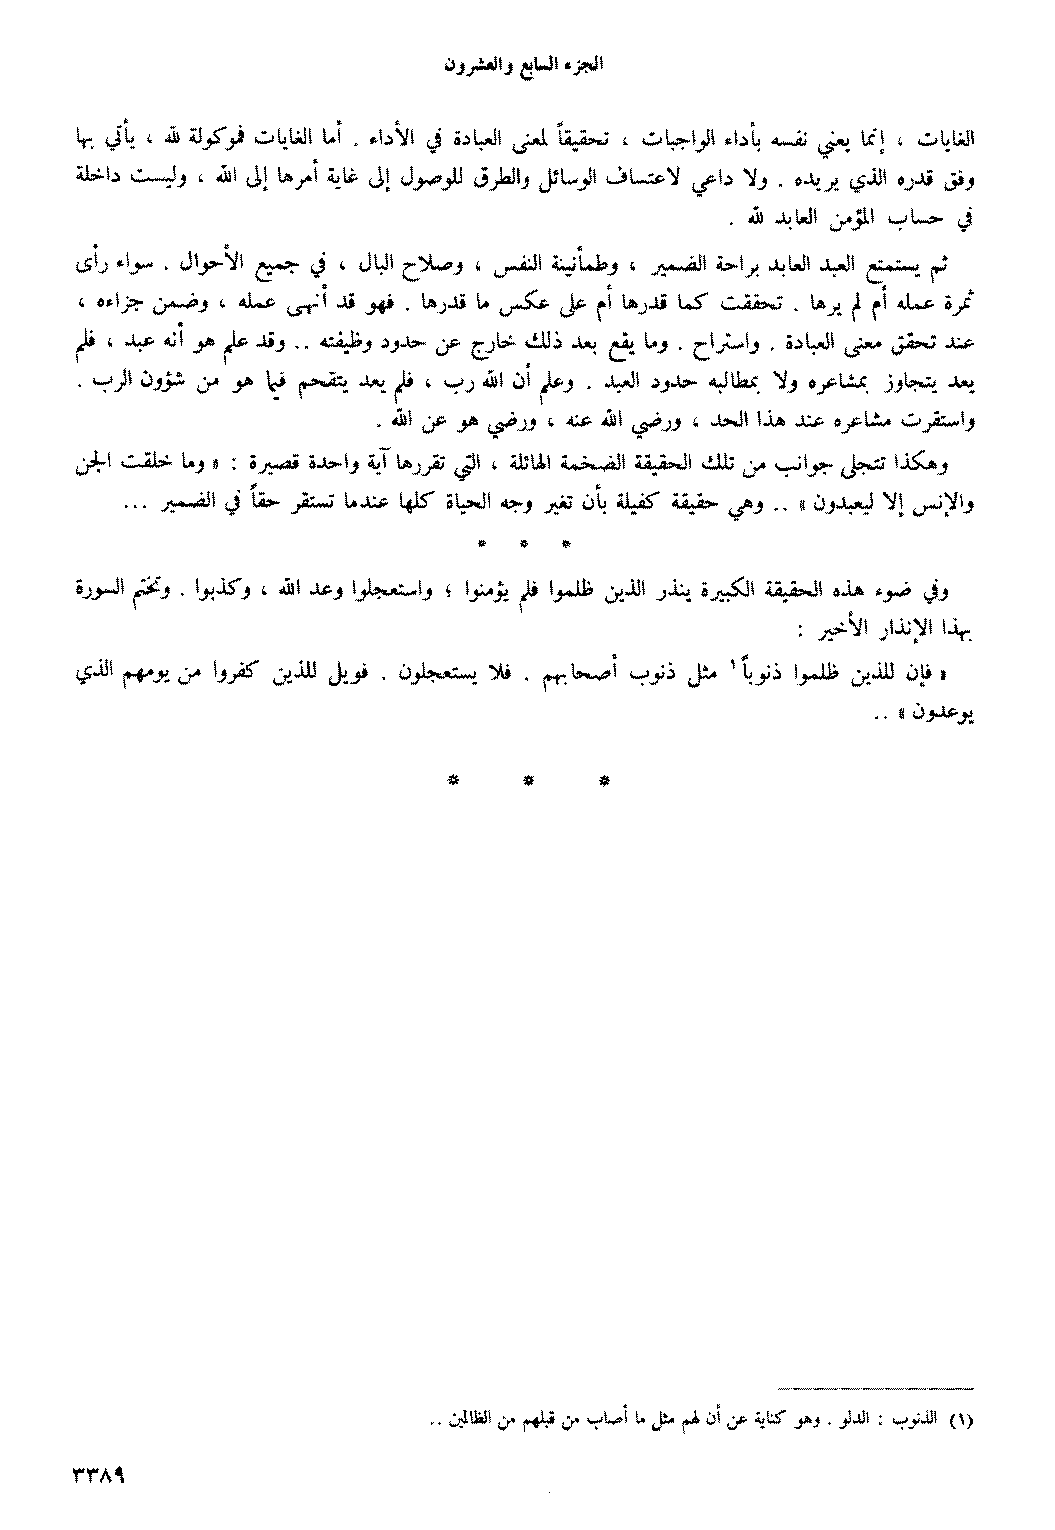 الجزء السابع والعشرون
الغايات ، إنما يعني نفسه بأداء الواجبات ، تحقيقاً لمعنى العبادة في الأداء . أما الغايات فموكولة لله ، يأتي بها
وفق قدره الذي يريده . ولا داعي لاعتساف الوسائل والطرق للوصول إلى غاية أمرها إلى الله ، وليست داخلة
في حساب المؤمن العابد لله .
ثم يستمتع العبد العابد براحة الضمير ، وطمأنينة النفس ، وصلاح البال ، في جميع الأحوال . سواء رأى
ثمرة عمله أم لم يرها . تحققت كما قدرها أم على عكس ما قدرها . فهو قد أنهى عمله ، وضمن جزاءه ،
عند تحقق معنى العبادة . واستراح . وما يقع بعد ذلك خارج عن حدود وظيفته .. وقد علم هو أنه عبد ، فلم
يعد يتجاوز بمشاعره ولا بمطالبه حدود العبد . وعلم أن الله رب ، فلم يعد يتقحم فيما هو من شؤون الرب .
واستقرت مشاعره عند هذا الحد ، ورضي الله عنه ، ورضي هو عن الله .
وهكذا تتجلى جوانب من تلك الحقيقة الضخمة الهائلة ، التي تقررها آية واحدة قصيرة : « وما خلقت الجن
والإنس إلا ليعبدون » .. وهي حقيقة كفيلة بأن تغير وجه الحياة كلها عندما تستقر حقاً في الضمير ...
* * *
وفي ضوء هذه الحقيقة الكبيرة ينذر الذين ظلموا فلم يؤمنوا ؛ واستعجلوا وعد الله ، وكذبوا . وتختم السورة
بهذا الإنذار الأخير :
« فإن للذين ظلموا ذنوباً١ مثل ذنوب أصحابهم . فلا يستعجلون . فويل للذين كفروا من يومهم الذي
يوعدون » ..
* * *
(١) الذنوب : الدلو . وهو كناية عن أن لهم مثل ما أصاب من قبلهم من الظالمين ..
٣٣٨٩